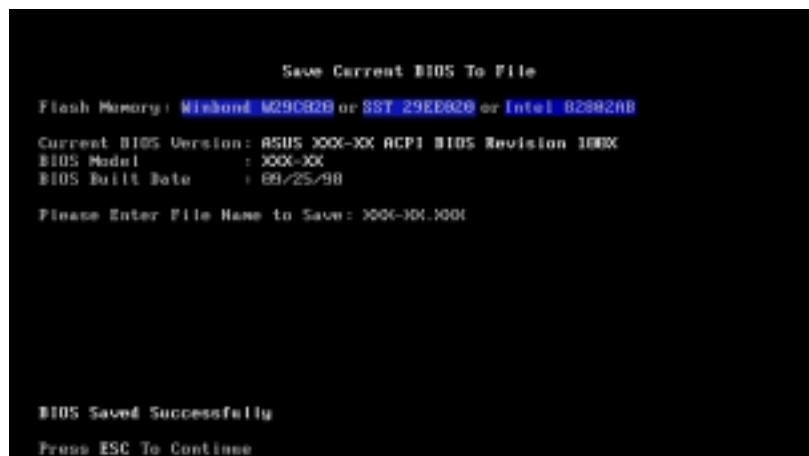 Save Current BIOS To File
Flash Memory: Winbond W29C020 or SST 29EE020 or Intel 82802AB
Current BIOS Version: ASUS XXX-XX ACPI BIOS Revision 100X
BIOS Model : XXX-XX
BIOS Built Date : 09/25/98
Please Enter File Name to Save: XXX-XX.XXX
BIOS Saved Successfully
Press ESC To Continue